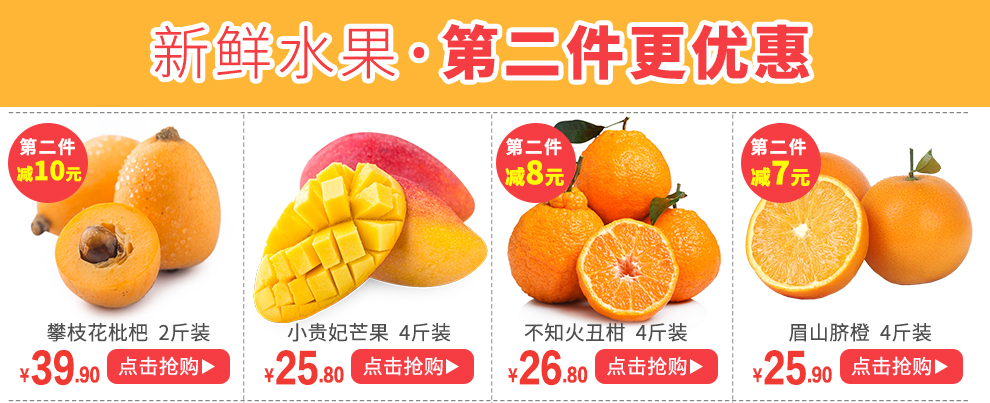 新鲜水果·第二件更优惠
第二件
减10元
攀枝花枇杷 2斤装
¥39.90 点击抢购▶
小贵妃芒果 4斤装
¥25.80 点击抢购▶
第二件
减8元
不知火丑柑 4斤装
¥26.80 点击抢购▶
第二件
减7元
眉山脐橙 4斤装
¥25.90 点击抢购▶